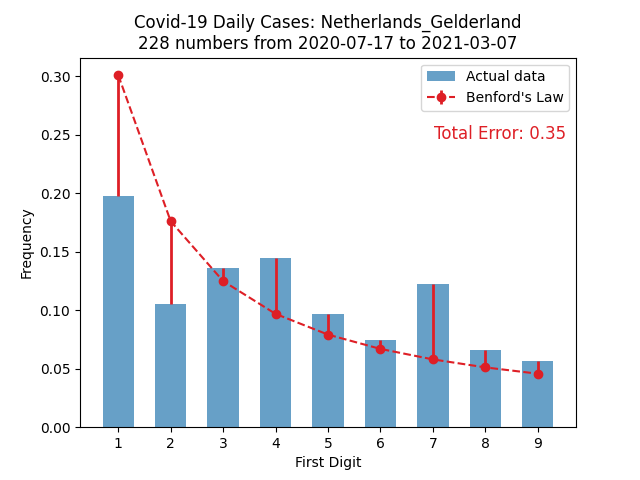 Covid-19 Daily Cases: Netherlands_Gelderland
228 numbers from 2020-07-17 to 2021-03-07
Actual data
Benford's Law
Total Error: 0.35
Frequency
0.30
0.25
0.20
0.15
0.10
0.05
0.00
1 2 3 4 5 6 7 8 9
First Digit